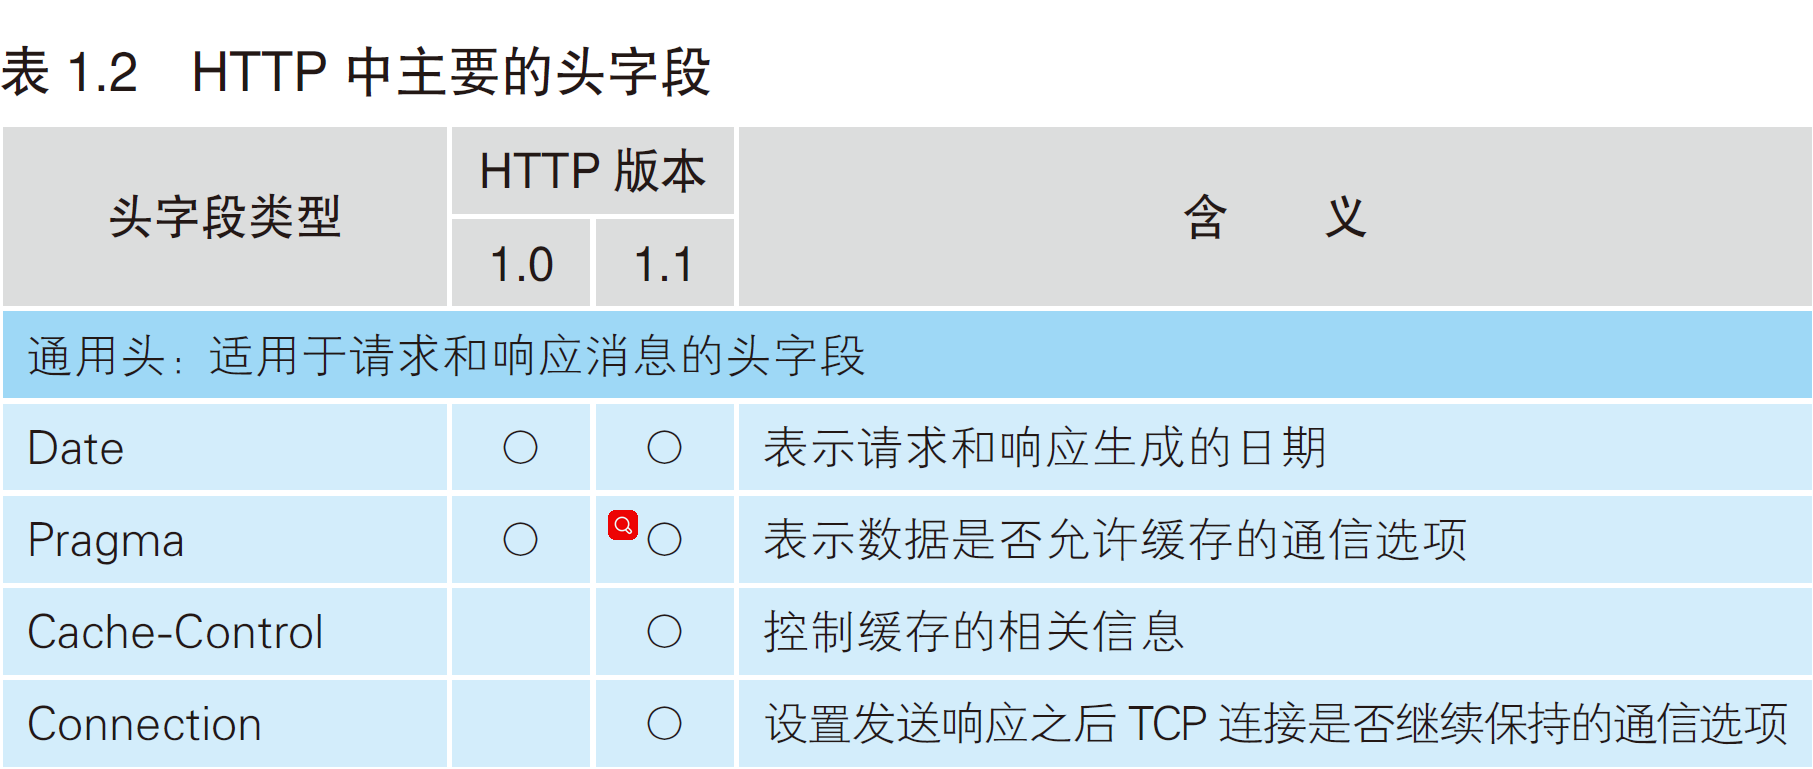 表 1.2　HTTP 中主要的头字段
头字段类型 HTTP 版本 含　义
1.0 1.1
通用头：适用于请求和响应消息的头字段
Date ○ ○ 表示请求和响应生成的日期
Pragma ○ ○ 表示数据是否允许缓存的通信选项
Cache-Control ○ 控制缓存的相关信息
Connection ○ 设置发送响应之后 TCP 连接是否继续保持的通信选项